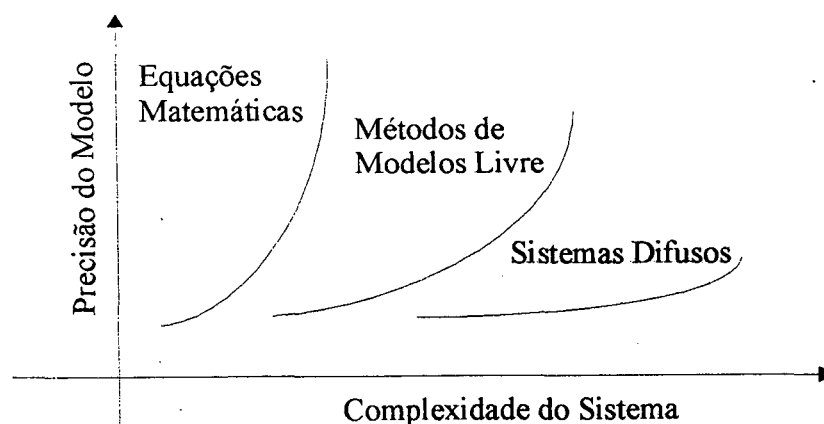 Precisão do Modelo
Equações
Matemáticas
Métodos de
Modelos Livre
Sistemas Difusos
Complexidade do Sistema